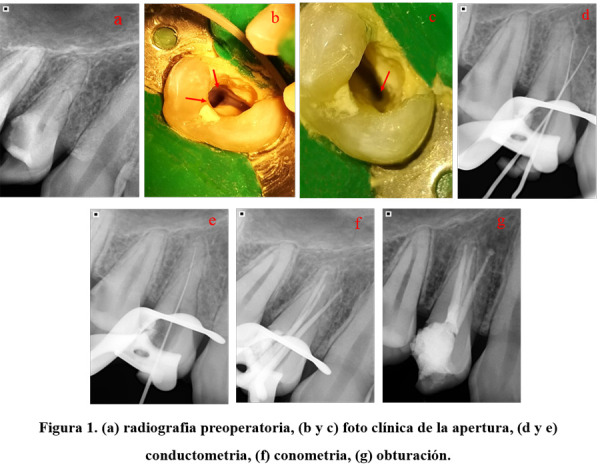 a
b
c
d
e
f
g
Figura 1. (a) radiografia preoperatoria, (b y c) foto clínica de la apertura, (d y e)
conductometria, (f) conometria, (g) obturación.